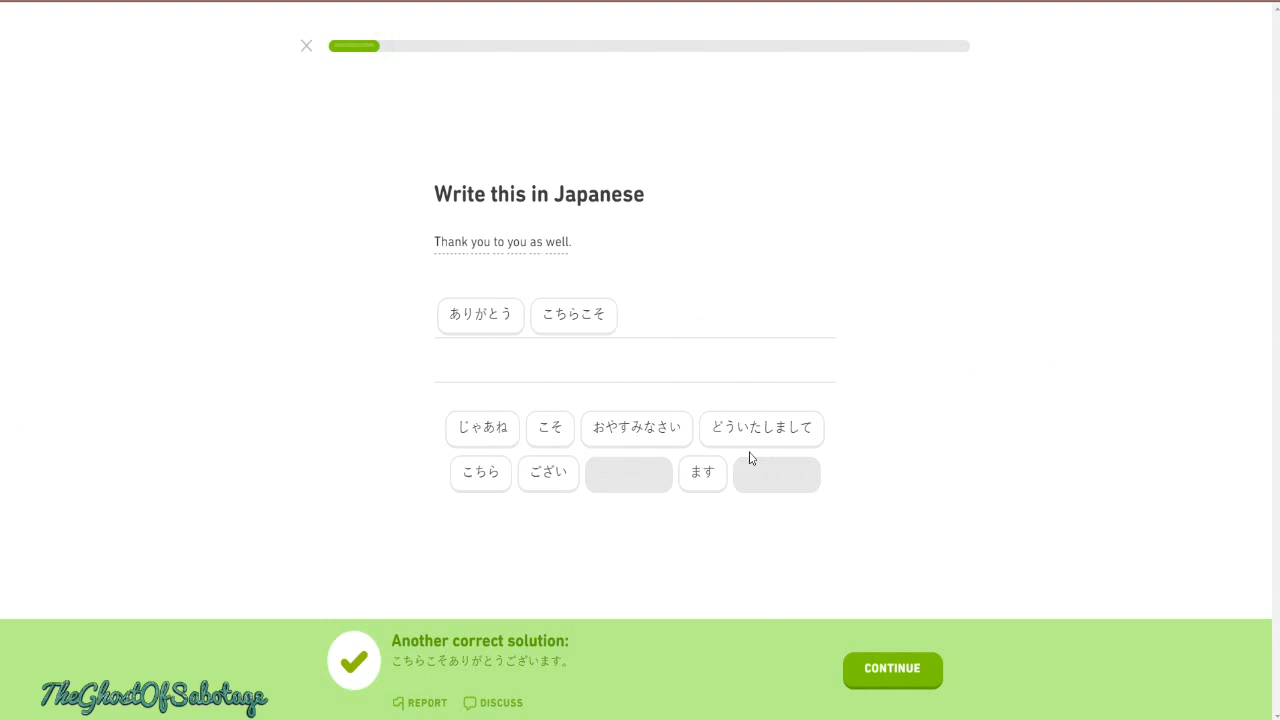 Write this in Japanese
Thank you to you as well.
ありがとう こちらこそ
じゃあね こそ おやすみなさい どういたしまして
こちら ござい ます
Another correct solution:
こちらこそありがとうございます。
REPORT DISCUSS
CONTINUE
TheGhostOfSabotage